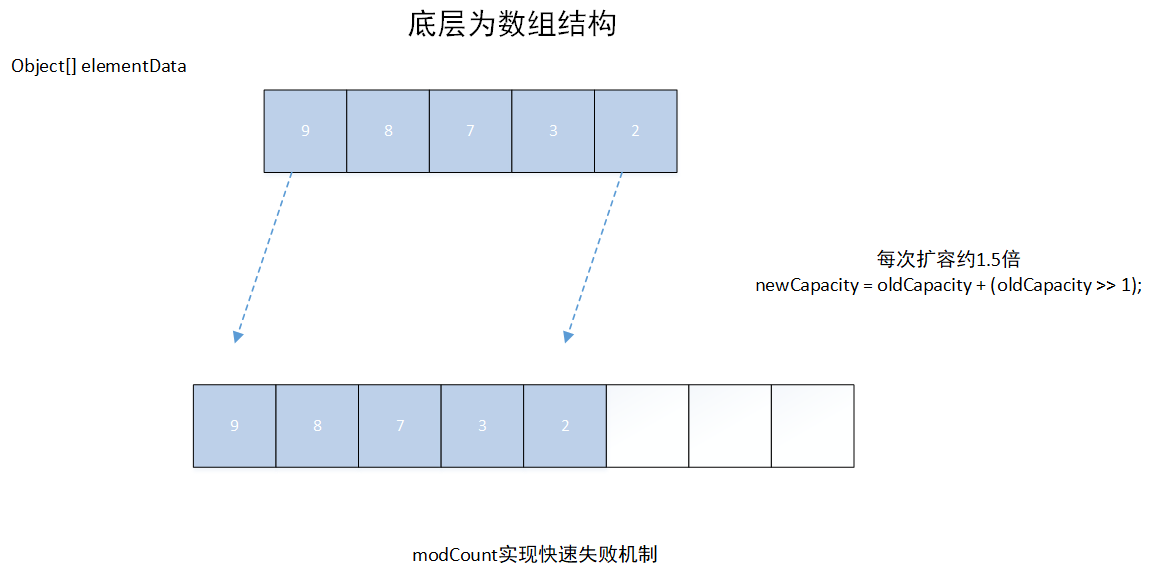 底层为数组结构
Object[] elementData
9 8 7 3 2
每次扩容约1.5倍
newCapacity = oldCapacity + (oldCapacity >> 1);
9 8 7 3 2
modCount实现快速失败机制